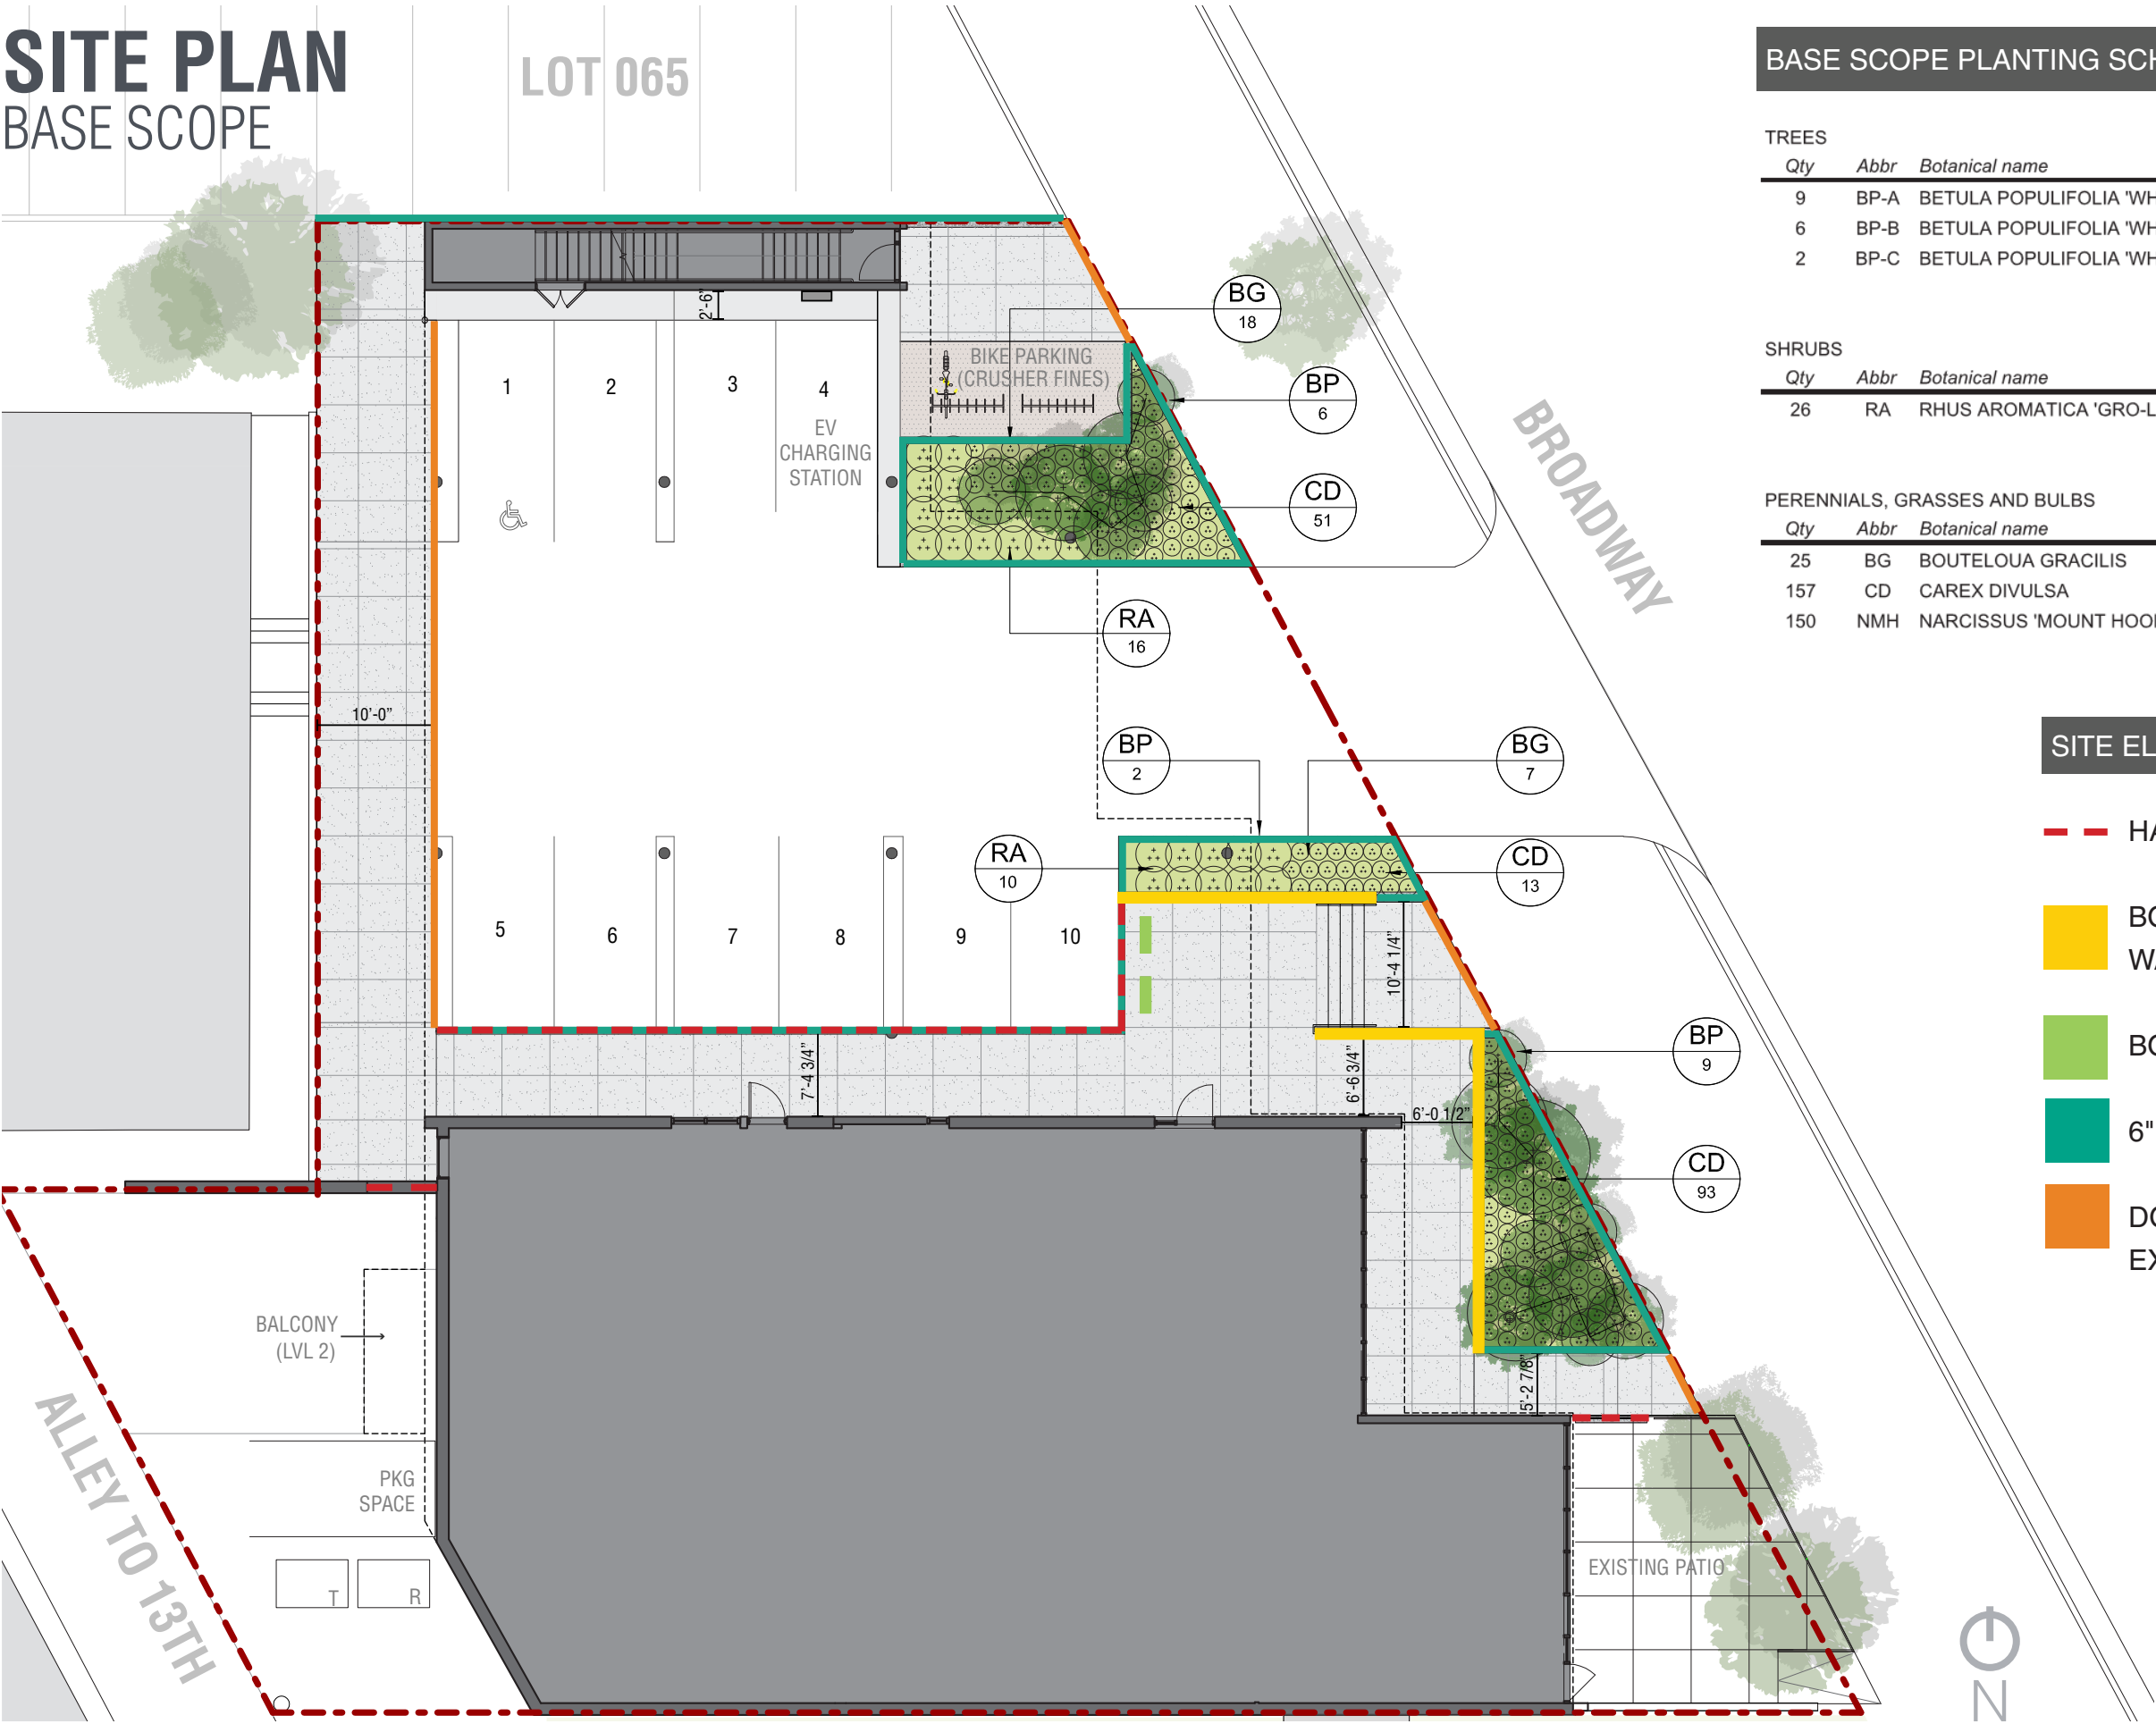 SITE PLAN
BASE SCOPE
LOT 065
BASE SCOPE PLANTING SCH
TREES
Qty Abbr Botanical name
9 BP-A BETULA POPULIFOLIA 'WH
6 BP-B BETULA POPULIFOLIA 'WH
2 BP-C BETULA POPULIFOLIA 'WH
SHRUBS
Qty Abbr Botanical name
26 RA RHUS AROMATICA 'GRO-L
PERENNIALS, GRASSES AND BULBS
Qty Abbr Botanical name
25 BG BOUTELOUA GRACILIS
157 CD CAREX DIVULSA
150 NMH NARCISSUS 'MOUNT HOO
SITE EL
HA
BO
WA
BO
6"
DO
EX
2'-6"
BG
18
BIKE PARKING
(CRUSHER FINES)
BP
6
1
2
3
4
EV
CHARGING
STATION
CD
51
BROADWAY
RA
16
10'-0"
BP
2
BG
7
RA
10
CD
13
5
6
7
8
9
10
10'-4 1/4"
7'-4 3/4"
6'-6 3/4"
6'-0 1/2"
BP
9
CD
93
BALCONY
(LVL 2)
5'-2 7/8"
ALLEY TO 13TH
PKG
SPACE
T
R
EXISTING PATIO
N